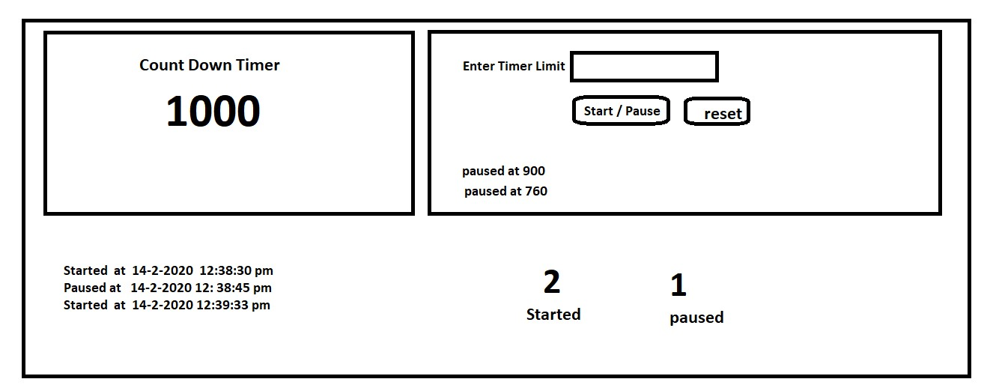 Count Down Timer
1000
Enter Timer Limit
Start / Pause
reset
paused at 900
paused at 760
Started at 14-2-2020 12:38:30 pm
Paused at 14-2-2020 12: 38:45 pm
Started at 14-2-2020 12:39:33 pm
2
Started
1
paused